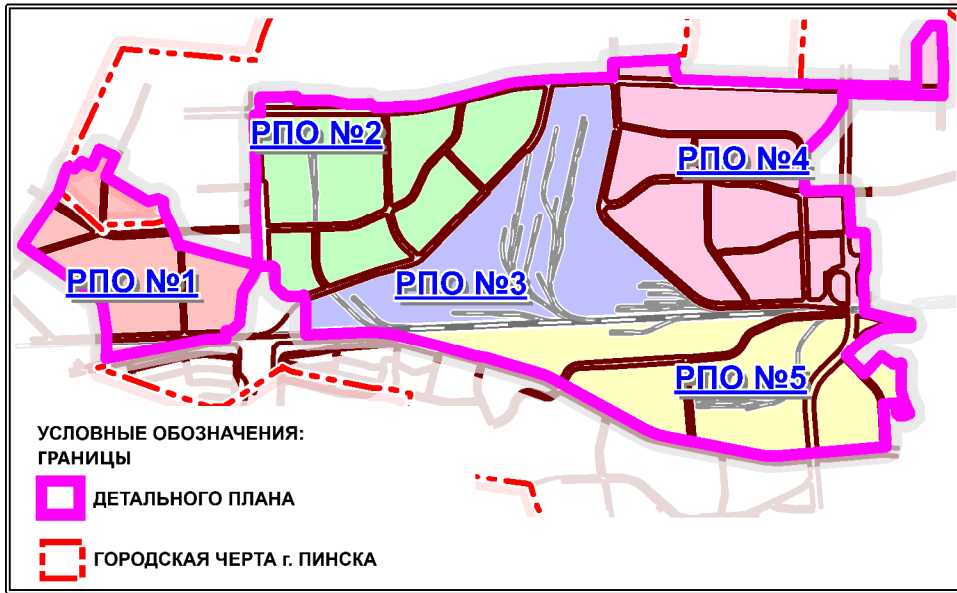 РПО №2
РПО №4
РПО №1
РПО №3
РПО №5
УСЛОВНЫЕ ОБОЗНАЧЕНИЯ:
ГРАНИЦЫ
ДЕТАЛЬНОГО ПЛАНА
ГОРОДСКАЯ ЧЕРТА г. ПИНСКА